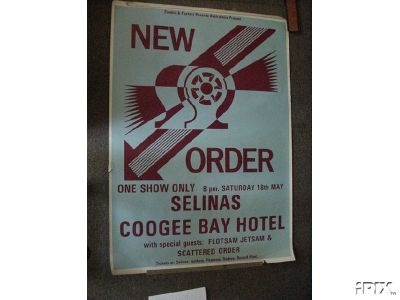 NEW
ORDER
ONE SHOW ONLY 8 pm. SATURDAY 18th MAY
SELINAS
COOGEE BAY HOTEL
with special guests: FLOTSAM JETSAM &
SCATTERED ORDER
iPIX